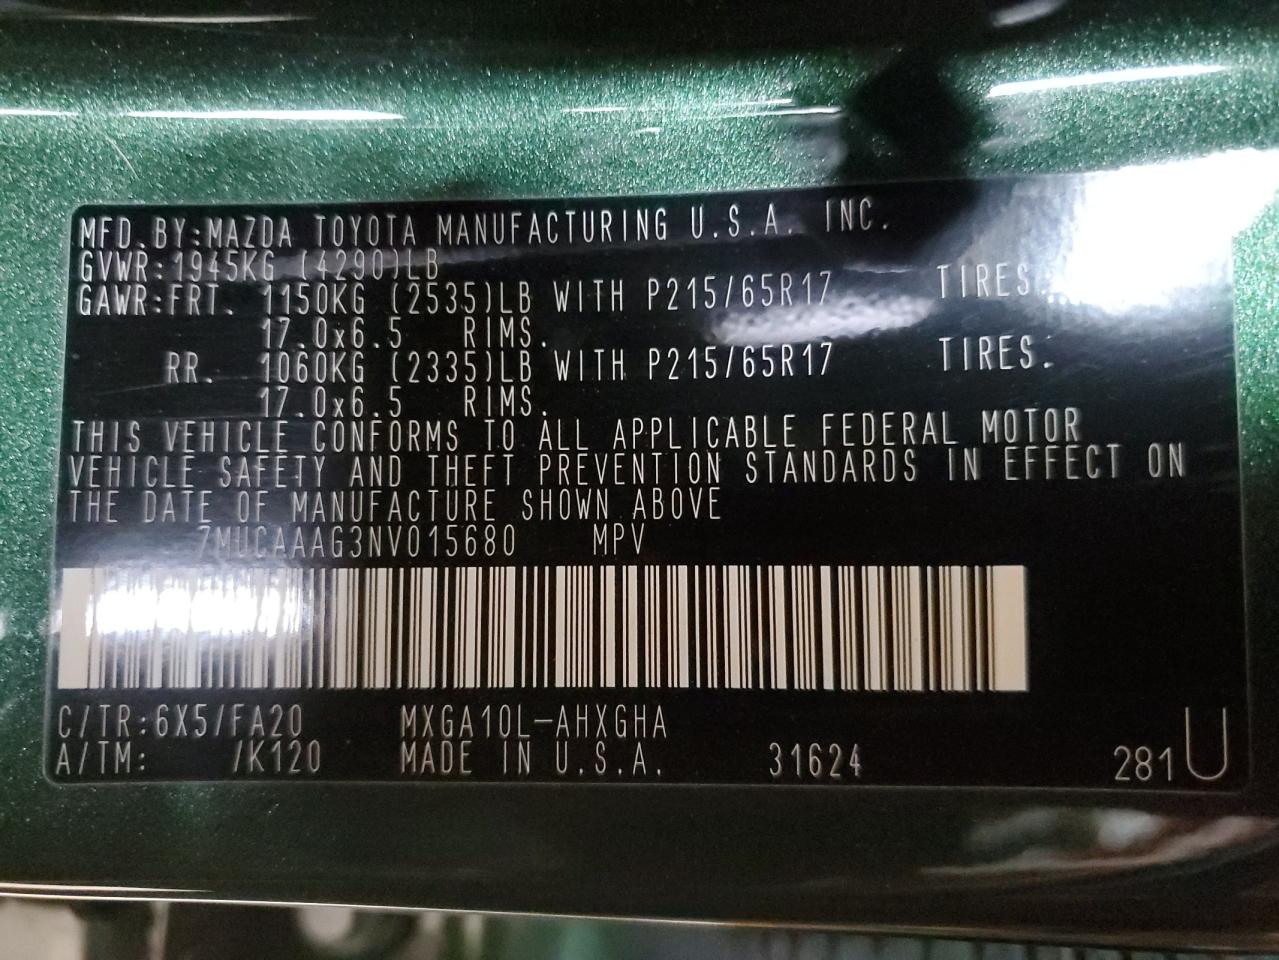 MFD.BY:MAZDA TOYOTA MANUFACTURING U.S.A. INC.
GVWR:1945KG (4290)LB
GAWR:FRT. 1150KG (2535)LB WITH P215/65R17 TIRES.
17.0x6.5 RIMS.
RR. 1060KG (2335)LB WITH P215/65R17 TIRES.
17.0x6.5 RIMS.
THIS VEHICLE CONFORMS TO ALL APPLICABLE FEDERAL MOTOR
VEHICLE SAFETY AND THEFT PREVENTION STANDARDS IN EFFECT ON
THE DATE OF MANUFACTURE SHOWN ABOVE
7MUCAAAG3NV015680 MPV
C/TR:6X5/FA20 MXGA10L-AHXGHA
A/TM: /K120 MADE IN U.S.A. 31624 281 U